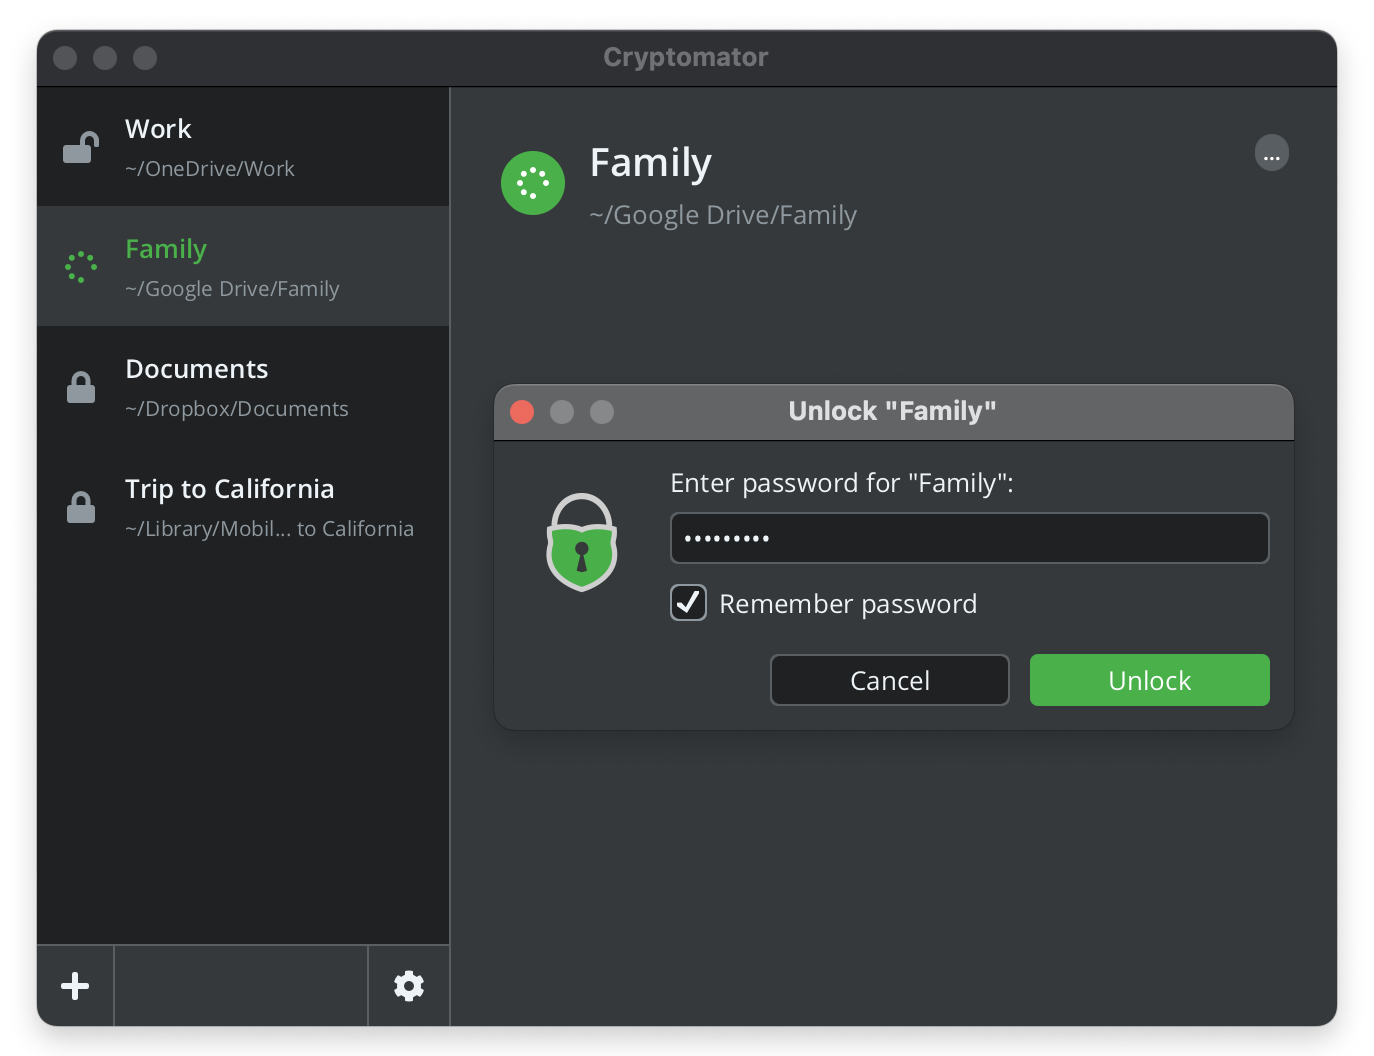 Cryptomator
Work
~/OneDrive/Work
Family
~/Google Drive/Family
Documents
~/Dropbox/Documents
Trip to California
~/Library/Mobil... to California
Family
~/Google Drive/Family
...
Unlock "Family"
Enter password for "Family":
•••••••••
Remember password
Cancel
Unlock